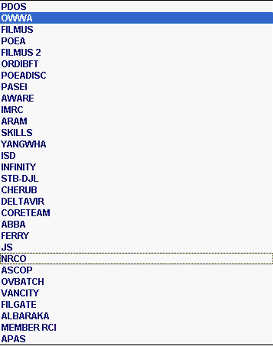 PDOS
OWWA
FILMUS
POEA
FILMUS 2
ORDIBFT
POEADISC
PASEI
AWARE
IMRC
ARAM
SKILLS
YANGWHA
ISD
INFINITY
STB-DJL
CHERUB
DELTAVIR
CORETEAM
ABBA
FERRY
JS
NRCO
ASCOP
OVBATCH
VANCITY
FILGATE
ALBARAKA
MEMBER RCI
APAS